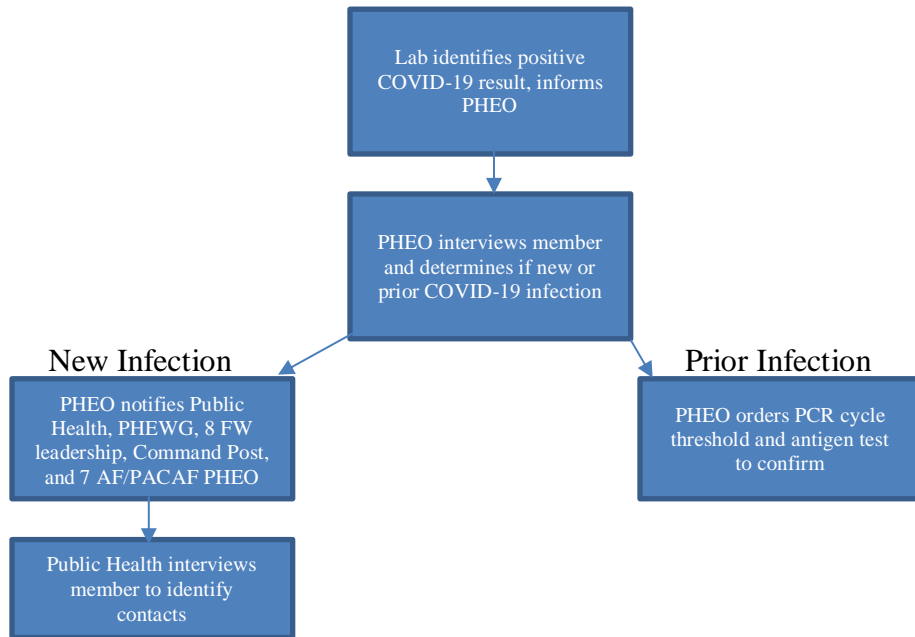 Lab identifies positive
COVID-19 result, informs
PHEO
PHEO interviews member
and determines if new or
prior COVID-19 infection
New Infection
PHEO notifies Public
Health, PHEWG, 8 FW
leadership, Command Post,
and 7 AF/PACAF PHEO
Public Health interviews
member to identify
contacts
Prior Infection
PHEO orders PCR cycle
threshold and antigen test
to confirm